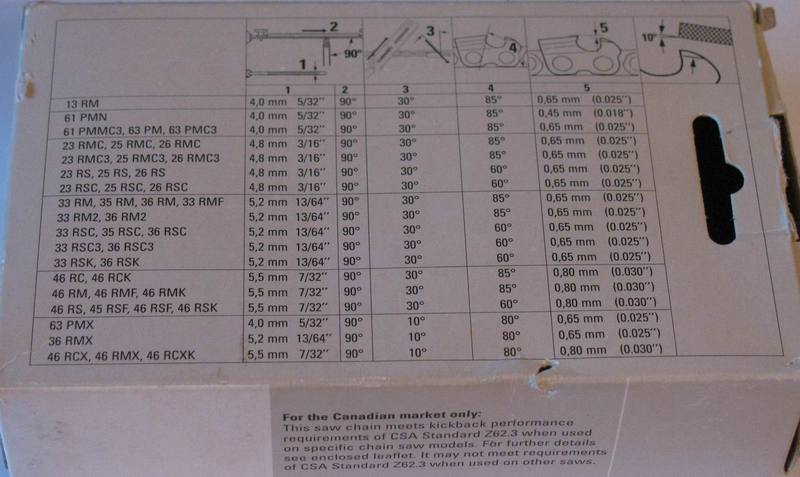 2
90°
1
3
4
5
10°
1 2 3 4 5
13 RM 4,0 mm 5/32" 90° 30° 85° 0,65 mm (0.025")
61 PMN 4,0 mm 5/32" 90° 30° 85° 0,45 mm (0.018")
61 PMMC3, 63 PM, 63 PMC3 4,0 mm 5/32" 90° 30° 85° 0,65 mm (0.025")
23 RMC, 25 RMC, 26 RMC 4,8 mm 3/16" 90° 30° 85° 0,65 mm (0.025")
23 RMC3, 25 RMC3, 26 RMC3 4,8 mm 3/16" 90° 30° 85° 0,65 mm (0.025")
23 RS, 25 RS, 26 RS 4,8 mm 3/16" 90° 30° 60° 0,65 mm (0.025")
23 RSC, 25 RSC, 26 RSC 4,8 mm 3/16" 90° 30° 60° 0,65 mm (0.025")
33 RM, 35 RM, 36 RM, 33 RMF 5,2 mm 13/64" 90° 30° 85° 0,65 mm (0.025")
33 RM2, 36 RM2 5,2 mm 13/64" 90° 30° 85° 0,65 mm (0.025")
33 RSC, 35 RSC, 36 RSC 5,2 mm 13/64" 90° 30° 60° 0,65 mm (0.025")
33 RSC3, 36 RSC3 5,2 mm 13/64" 90° 30° 60° 0,65 mm (0.025")
33 RSK, 36 RSK 5,2 mm 13/64" 90° 30° 60° 0,65 mm (0.025")
46 RC, 46 RCK 5,5 mm 7/32" 90° 30° 85° 0,80 mm (0.030")
46 RM, 46 RMF, 46 RMK 5,5 mm 7/32" 90° 30° 85° 0,80 mm (0.030")
46 RS, 45 RSF, 46 RSF, 46 RSK 5,5 mm 7/32" 90° 30° 60° 0,80 mm (0.030")
63 PMX 4,0 mm 5/32" 90° 10° 80° 0,65 mm (0.025")
36 RMX 5,2 mm 13/64" 90° 10° 80° 0,65 mm (0.025")
46 RCX, 46 RMX, 46 RCXK 5,5 mm 7/32" 90° 10° 80° 0,80 mm (0.030")
For the Canadian market only:
This saw chain meets kickback performance
requirements of CSA Standard Z62.3 when used
on specific chain saw models. For further details
see enclosed leaflet. It may not meet requirements
of CSA Standard Z62.3 when used on other saws.